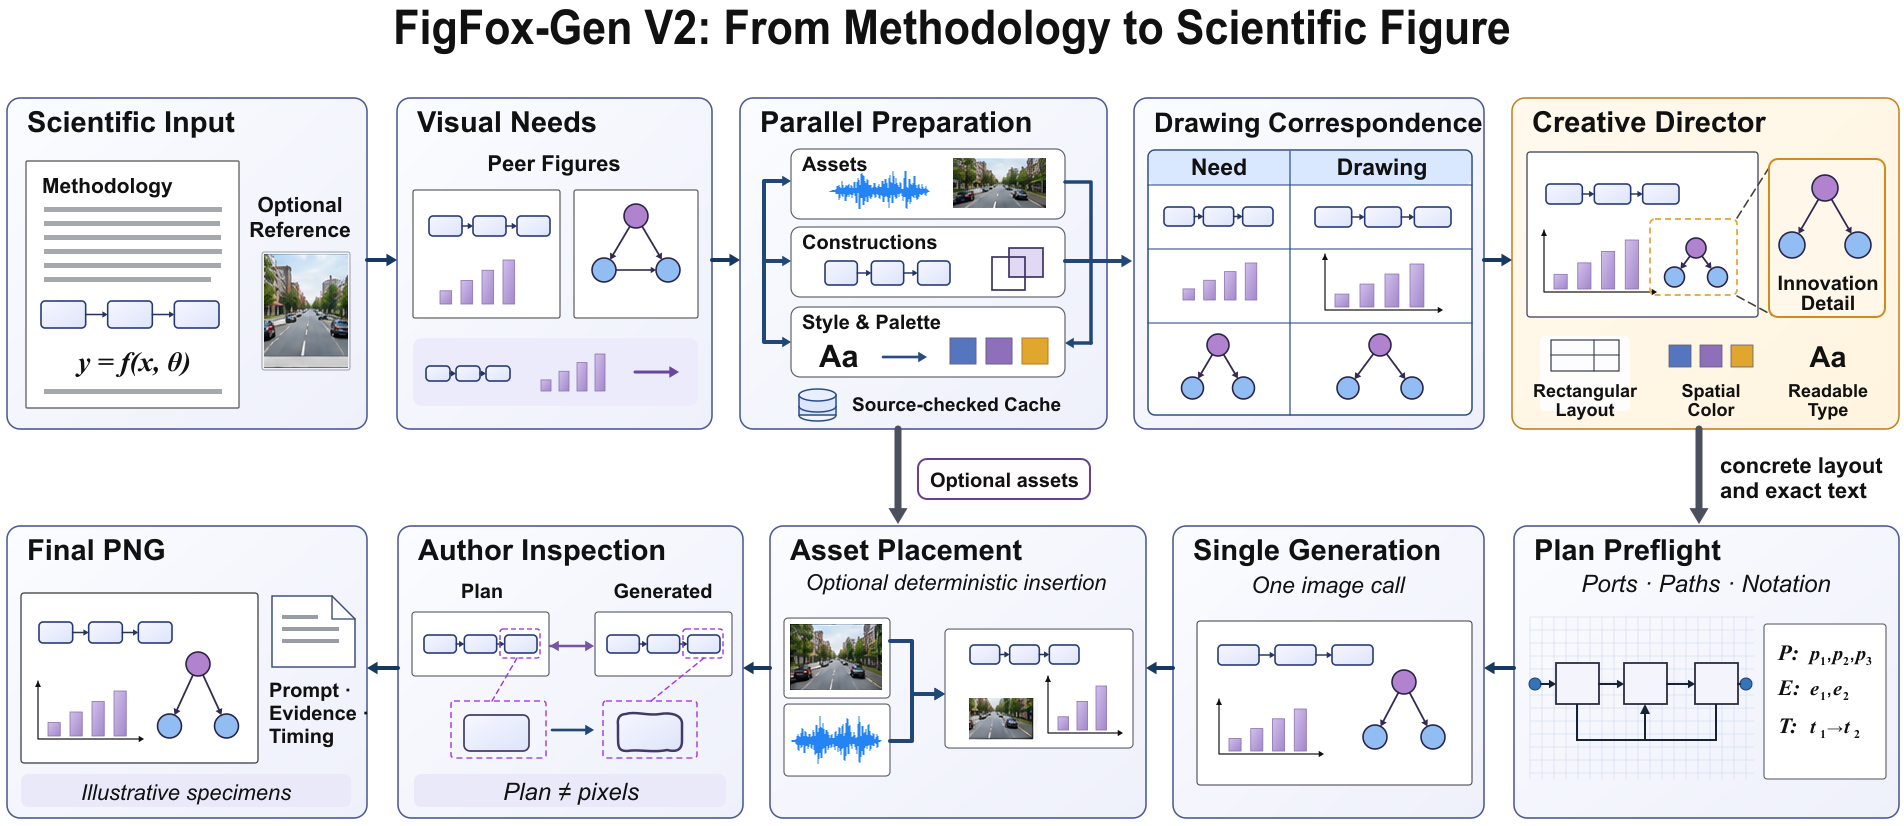 FigFox-Gen V2: From Methodology to Scientific Figure
Scientific Input
Methodology
y = f(x, θ)
Optional
Reference
Visual Needs
Peer Figures
Parallel Preparation
Assets
Constructions
Style & Palette
Aa
Source-checked Cache
Drawing Correspondence
Need
Drawing
Creative Director
Innovation
Detail
Rectangular
Layout
Spatial
Color
Aa
Readable
Type
Optional assets
concrete layout
and exact text
Final PNG
Prompt ·
Evidence ·
Timing
Illustrative specimens
Author Inspection
Plan
Generated
Plan ≠ pixels
Asset Placement
Optional deterministic insertion
Single Generation
One image call
Plan Preflight
Ports · Paths · Notation
P: p₁,p₂,p₃
E: e₁,e₂
T: t₁→t₂